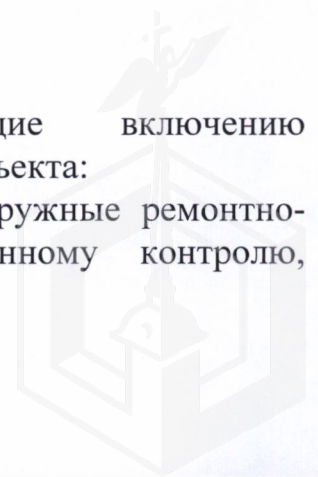 щие включению
ъекта:
ружные ремонтно-
нному контролю,